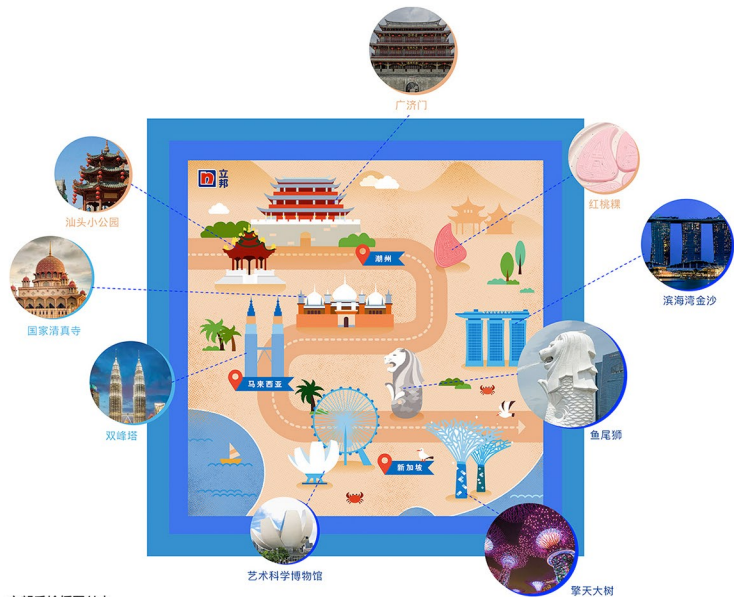 广济门
立邦
汕头小公园
红桃粿
潮州
滨海湾金沙
国家清真寺
马来西亚
双峰塔
鱼尾狮
新加坡
艺术科学博物馆
擎天大树